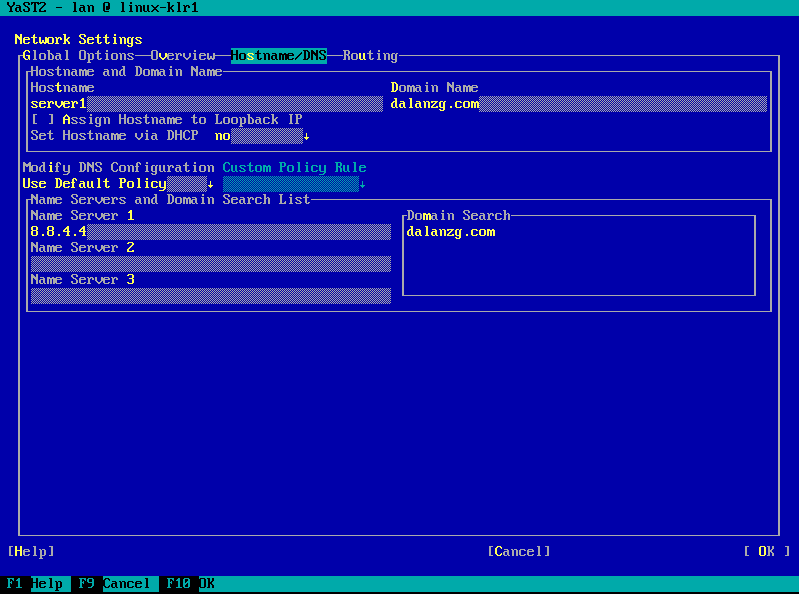 YaST2 - lan @ linux-klr1
Network Settings
Global Options Overview Hostname/DNS Routing
Hostname and Domain Name
Hostname Domain Name
server1 dalanzg.com
[ ] Assign Hostname to Loopback IP
Set Hostname via DHCP no↓
Modify DNS Configuration Custom Policy Rule
Use Default Policy↓ ↓
Name Servers and Domain Search List
Name Server 1 Domain Search
8.8.4.4 dalanzg.com
Name Server 2
Name Server 3
[Help] [Cancel] [ OK ]
F1 Help F9 Cancel F10 OK